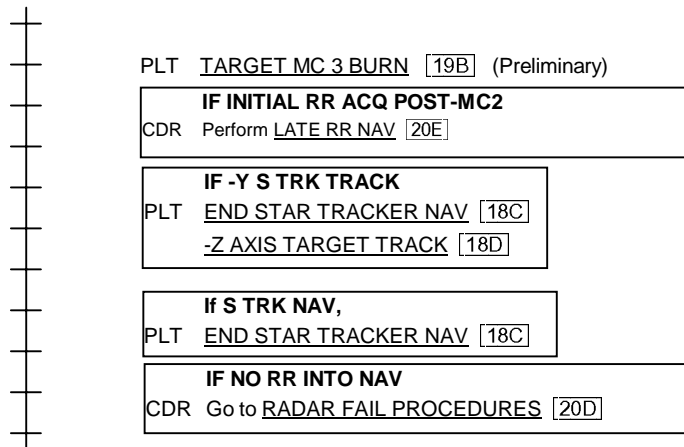 PLT TARGET MC 3 BURN 19B (Preliminary)
IF INITIAL RR ACQ POST-MC2
CDR Perform LATE RR NAV 20E
IF -Y S TRK TRACK
PLT END STAR TRACKER NAV 18C
-Z AXIS TARGET TRACK 18D
If S TRK NAV,
PLT END STAR TRACKER NAV 18C
IF NO RR INTO NAV
CDR Go to RADAR FAIL PROCEDURES 20D